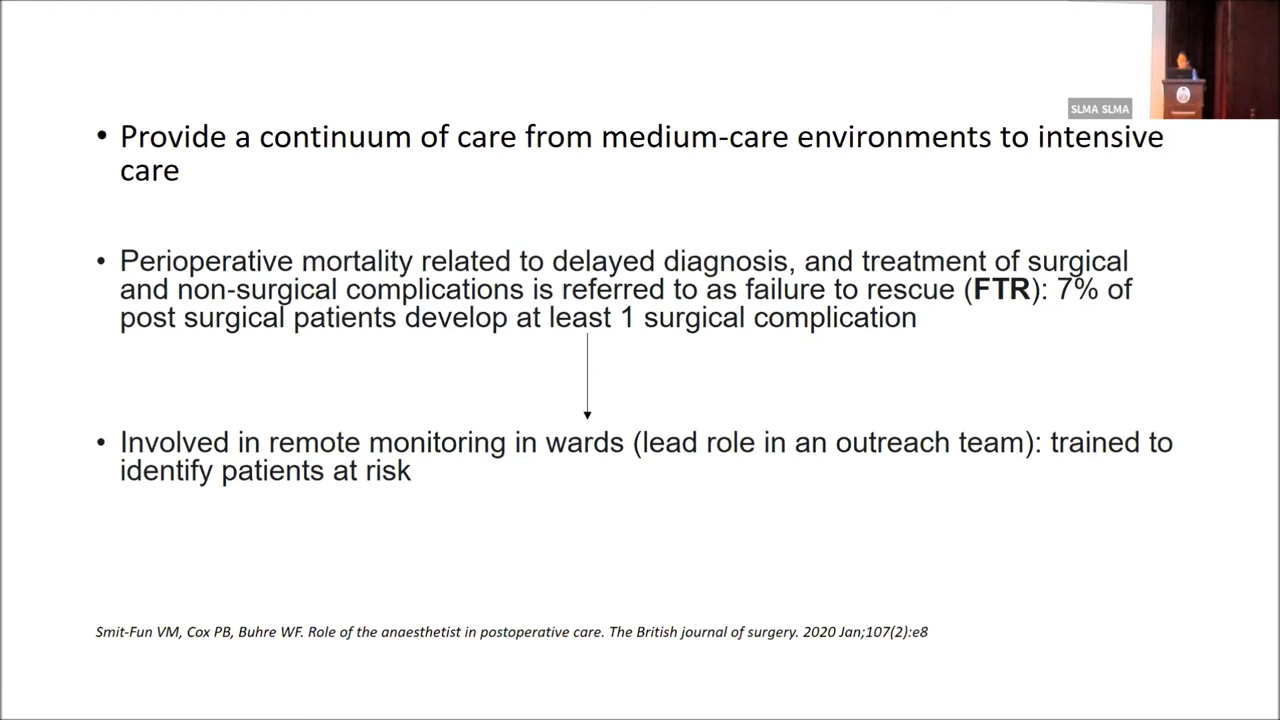 SLMA SLMA
• Provide a continuum of care from medium-care environments to intensive
care
• Perioperative mortality related to delayed diagnosis, and treatment of surgical
and non-surgical complications is referred to as failure to rescue (FTR): 7% of
post surgical patients develop at least 1 surgical complication
• Involved in remote monitoring in wards (lead role in an outreach team): trained to
identify patients at risk
Smit-Fun VM, Cox PB, Buhre WF. Role of the anaesthetist in postoperative care. The British journal of surgery. 2020 Jan;107(2):e8